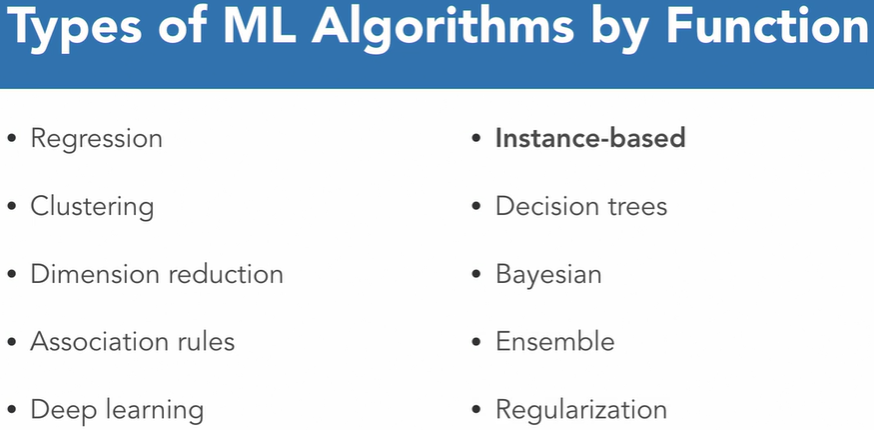 Types of ML Algorithms by Function
• Regression
• Clustering
• Dimension reduction
• Association rules
• Deep learning
• Instance-based
• Decision trees
• Bayesian
• Ensemble
• Regularization